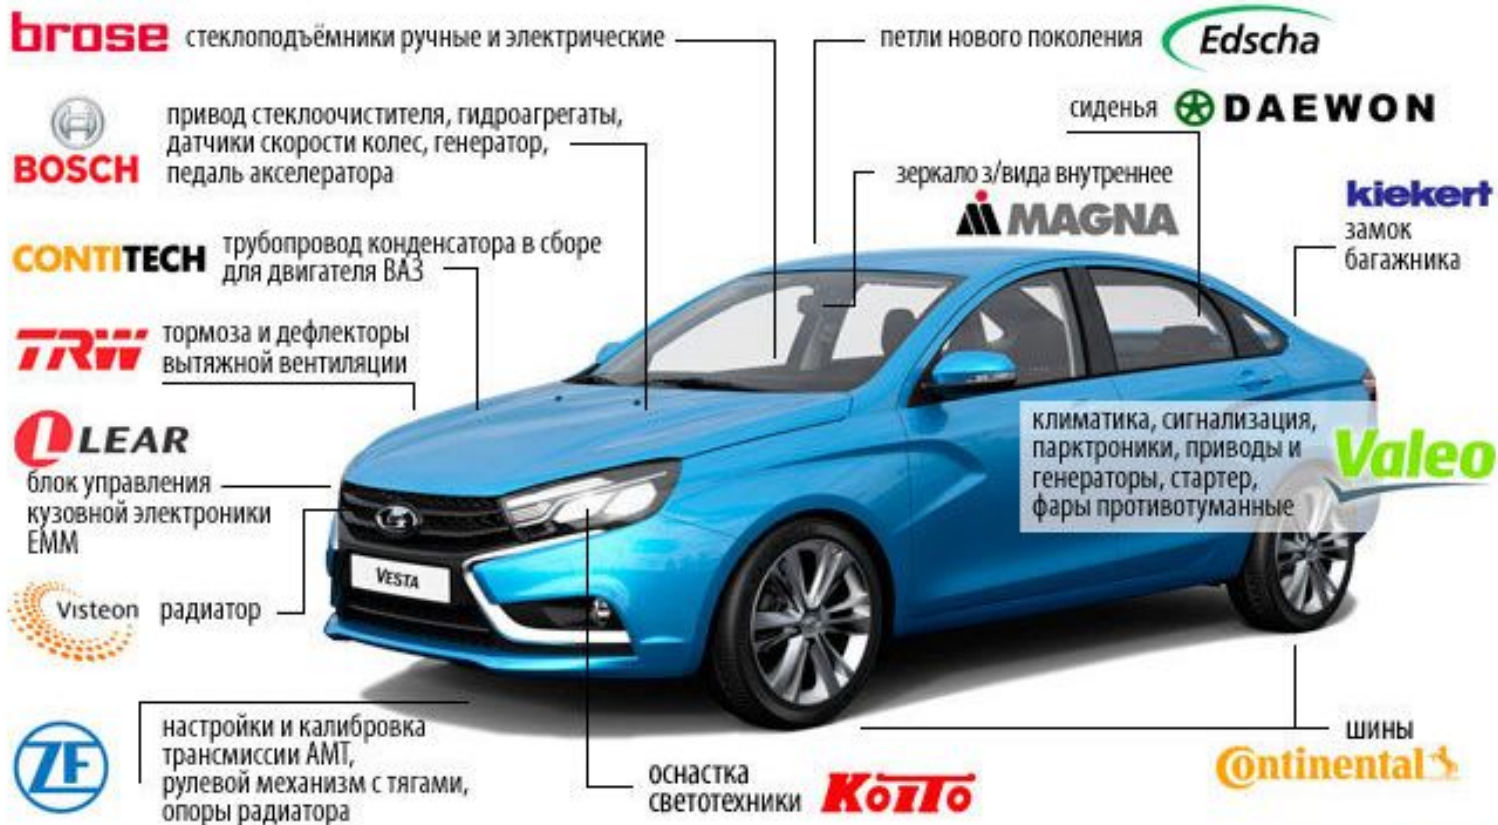 brose
стеклоподъёмники ручные и электрические
петли нового поколения
Edscha
BOSCH
привод стеклоочистителя, гидроагрегаты,
датчики скорости колес, генератор,
педаль акселератора
сиденья
DAEWON
зеркало з/вида внутреннее
MAGNA
kiekert
замок
багажника
CONTITECH
трубопровод конденсатора в сборе
для двигателя ВАЗ
TRW
тормоза и дефлекторы
вытяжной вентиляции
LEAR
блок управления
кузовной электроники
ЕММ
климатика, сигнализация,
парктроники, приводы и
генераторы, стартер,
фары противотуманные
Valeo
VESTA
Visteon
радиатор
ZF
настройки и калибровка
трансмиссии АМТ,
рулевой механизм с тягами,
опоры радиатора
оснастка
светотехники
KOITO
шины
Continental